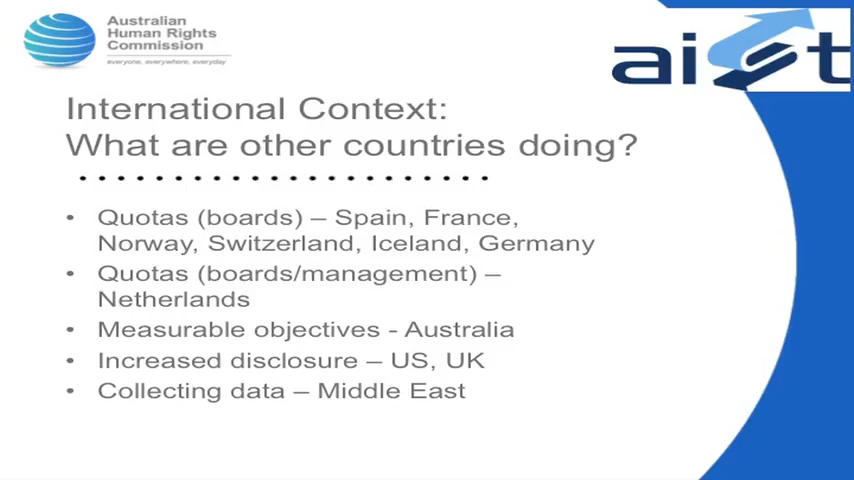 Australian
Human Rights
Commission
everyone, everywhere, everyday
aist
International Context:
What are other countries doing?
• Quotas (boards) – Spain, France,
Norway, Switzerland, Iceland, Germany
• Quotas (boards/management) –
Netherlands
• Measurable objectives - Australia
• Increased disclosure – US, UK
• Collecting data – Middle East